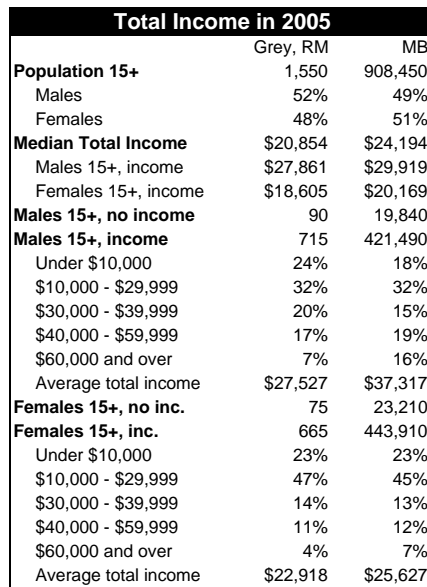 Total Income in 2005
Grey, RM MB
Population 15+ 1,550 908,450
Males 52% 49%
Females 48% 51%
Median Total Income $20,854 $24,194
Males 15+, income $27,861 $29,919
Females 15+, income $18,605 $20,169
Males 15+, no income 90 19,840
Males 15+, income 715 421,490
Under $10,000 24% 18%
$10,000 - $29,999 32% 32%
$30,000 - $39,999 20% 15%
$40,000 - $59,999 17% 19%
$60,000 and over 7% 16%
Average total income $27,527 $37,317
Females 15+, no inc. 75 23,210
Females 15+, inc. 665 443,910
Under $10,000 23% 23%
$10,000 - $29,999 47% 45%
$30,000 - $39,999 14% 13%
$40,000 - $59,999 11% 12%
$60,000 and over 4% 7%
Average total income $22,918 $25,627